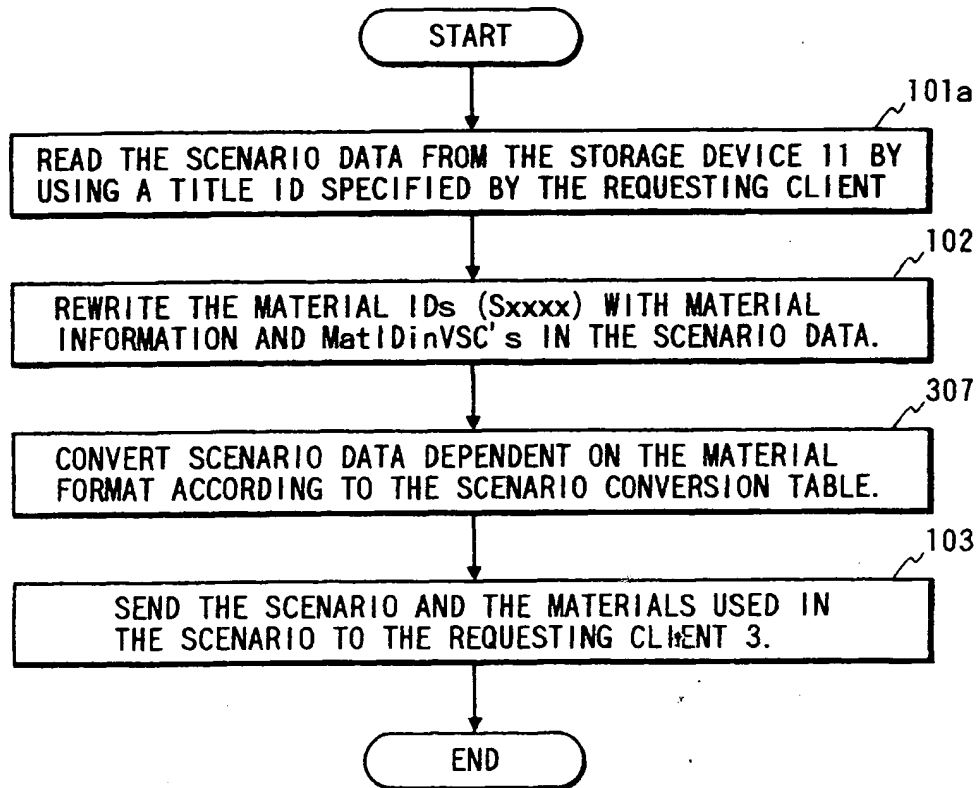 START
101a
READ THE SCENARIO DATA FROM THE STORAGE DEVICE 11 BY
USING A TITLE ID SPECIFIED BY THE REQUESTING CLIENT
102
REWRITE THE MATERIAL IDs (Sxxxx) WITH MATERIAL
INFORMATION AND MatIDinVSC's IN THE SCENARIO DATA.
307
CONVERT SCENARIO DATA DEPENDENT ON THE MATERIAL
FORMAT ACCORDING TO THE SCENARIO CONVERSION TABLE.
103
SEND THE SCENARIO AND THE MATERIALS USED IN
THE SCENARIO TO THE REQUESTING CLIENT 3.
END